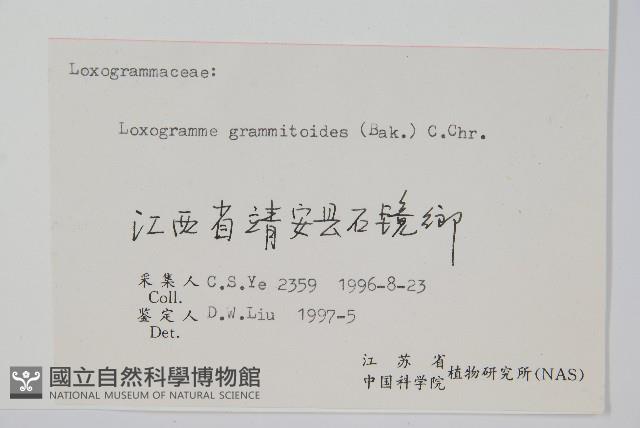 Loxogrammaceae:
Loxogramme grammitoides (Bak.) C.Chr.
江西省靖安县石镜鄉
采集人 C.S.Ye 2359 1996-8-23
Coll.
鉴定人 D.W.Liu 1997-5
Det.
江苏省
中国科学院 植物研究所(NAS)
國立自然科學博物館
NATIONAL MUSEUM OF NATURAL SCIENCE